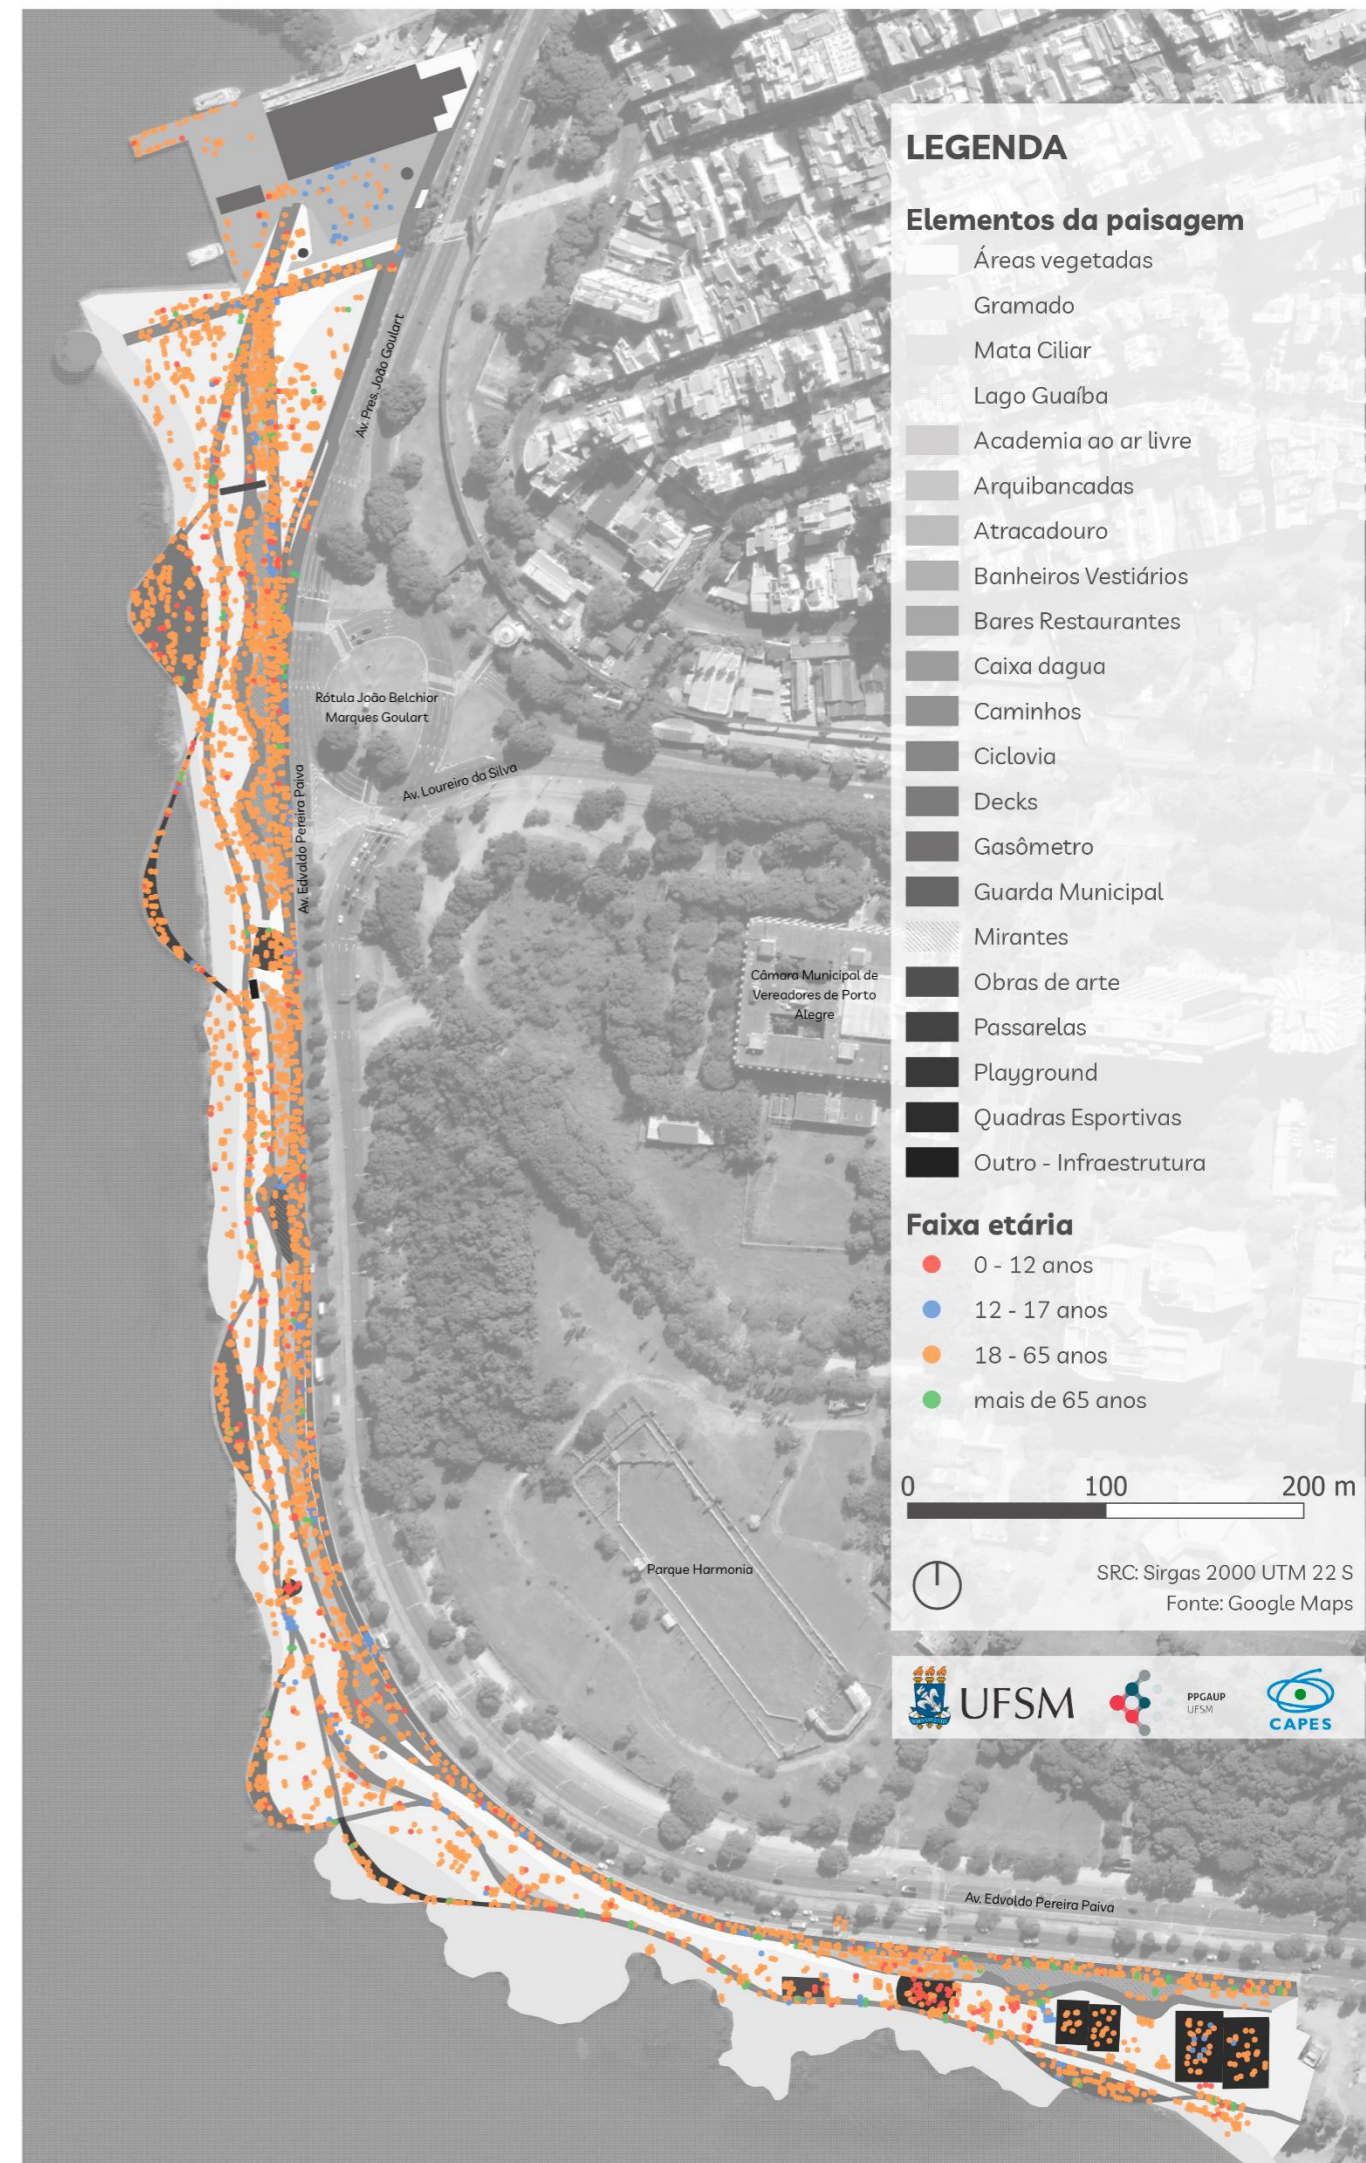 LEGENDA
Elementos da paisagem
Áreas vegetadas
Gramado
Mata Ciliar
Lago Guaíba
Academia ao ar livre
Arquibancadas
Atracadouro
Banheiros Vestiários
Bares Restaurantes
Caixa dagua
Caminhos
Ciclovia
Decks
Gasômetro
Guarda Municipal
Mirantes
Obras de arte
Passarelas
Playground
Quadras Esportivas
Outro - Infraestrutura
Faixa etária
0 - 12 anos
12 - 17 anos
18 - 65 anos
mais de 65 anos
0 100 200 m
SRC: Sirgas 2000 UTM 22 S
Fonte: Google Maps
UFSM
PPGAUP
UFSM
CAPES
Av. Pres. João Goulart
Rótula João Belchior
Marques Goulart
Av. Loureiro da Silva
Av. Edvaldo Pereira Paiva
Câmara Municipal de
Vereadores de Porto
Alegre
Parque Harmonia
Av. Edvaldo Pereira Paiva